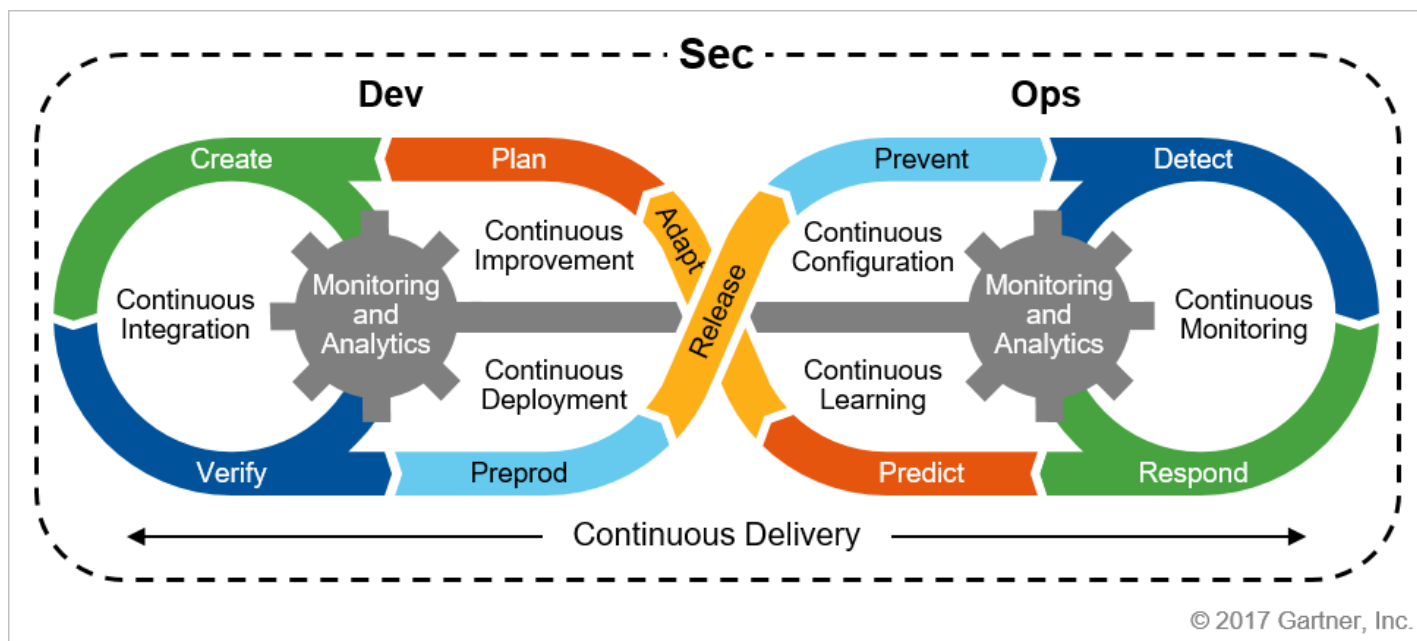 Sec
Dev
Ops
Create
Plan
Prevent
Detect
Adapt
Release
Continuous
Improvement
Continuous
Configuration
Continuous
Integration
Monitoring
and
Analytics
Monitoring
and
Analytics
Continuous
Monitoring
Continuous
Deployment
Continuous
Learning
Verify
Preprod
Predict
Respond
Continuous Delivery
© 2017 Gartner, Inc.